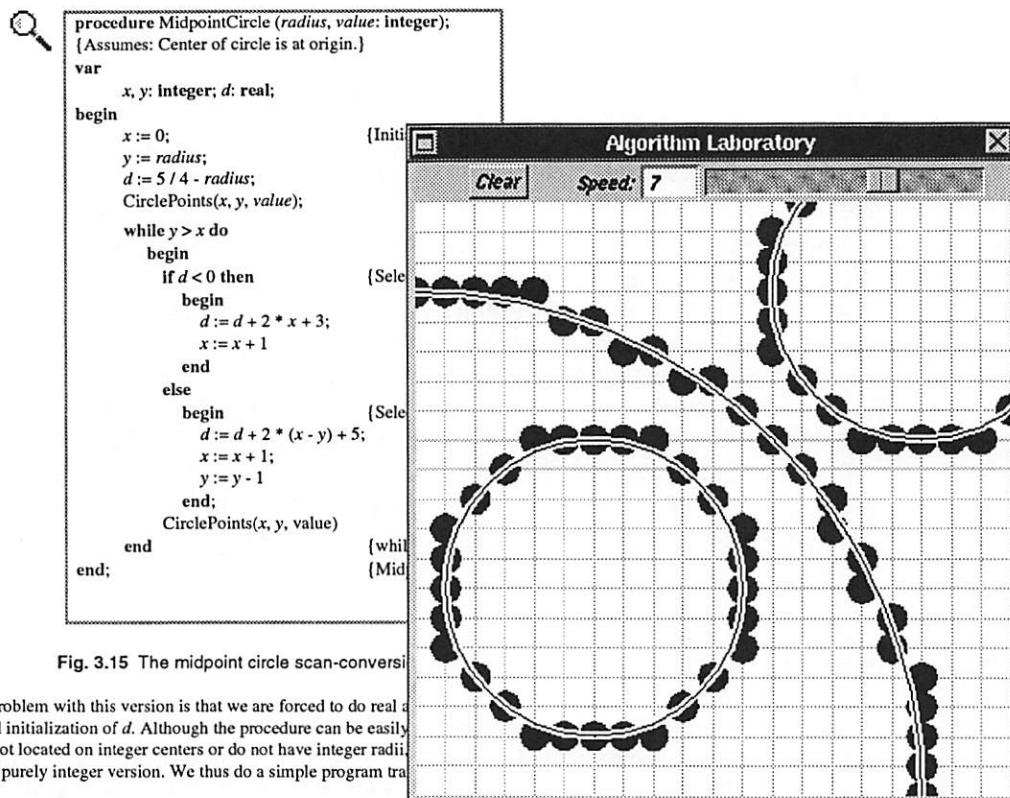 procedure MidpointCircle (radius, value: integer);
{Assumes: Center of circle is at origin.}
var
x, y: integer; d: real;
begin
x := 0; {Initi
y := radius;
d := 5 / 4 - radius;
CirclePoints(x, y, value);
while y > x do
begin
if d < 0 then {Sele
begin
d := d + 2 * x + 3;
x := x + 1
end
else
begin {Sele
d := d + 2 * (x - y) + 5;
x := x + 1;
y := y - 1
end;
CirclePoints(x, y, value)
end {whil
end; {Mid
Fig. 3.15 The midpoint circle scan-conversi
roblem with this version is that we are forced to do real a
l initialization of d. Although the procedure can be easily
ot located on integer centers or do not have integer radii,
purely integer version. We thus do a simple program tra
Algorithm Laboratory
Clear Speed: 7